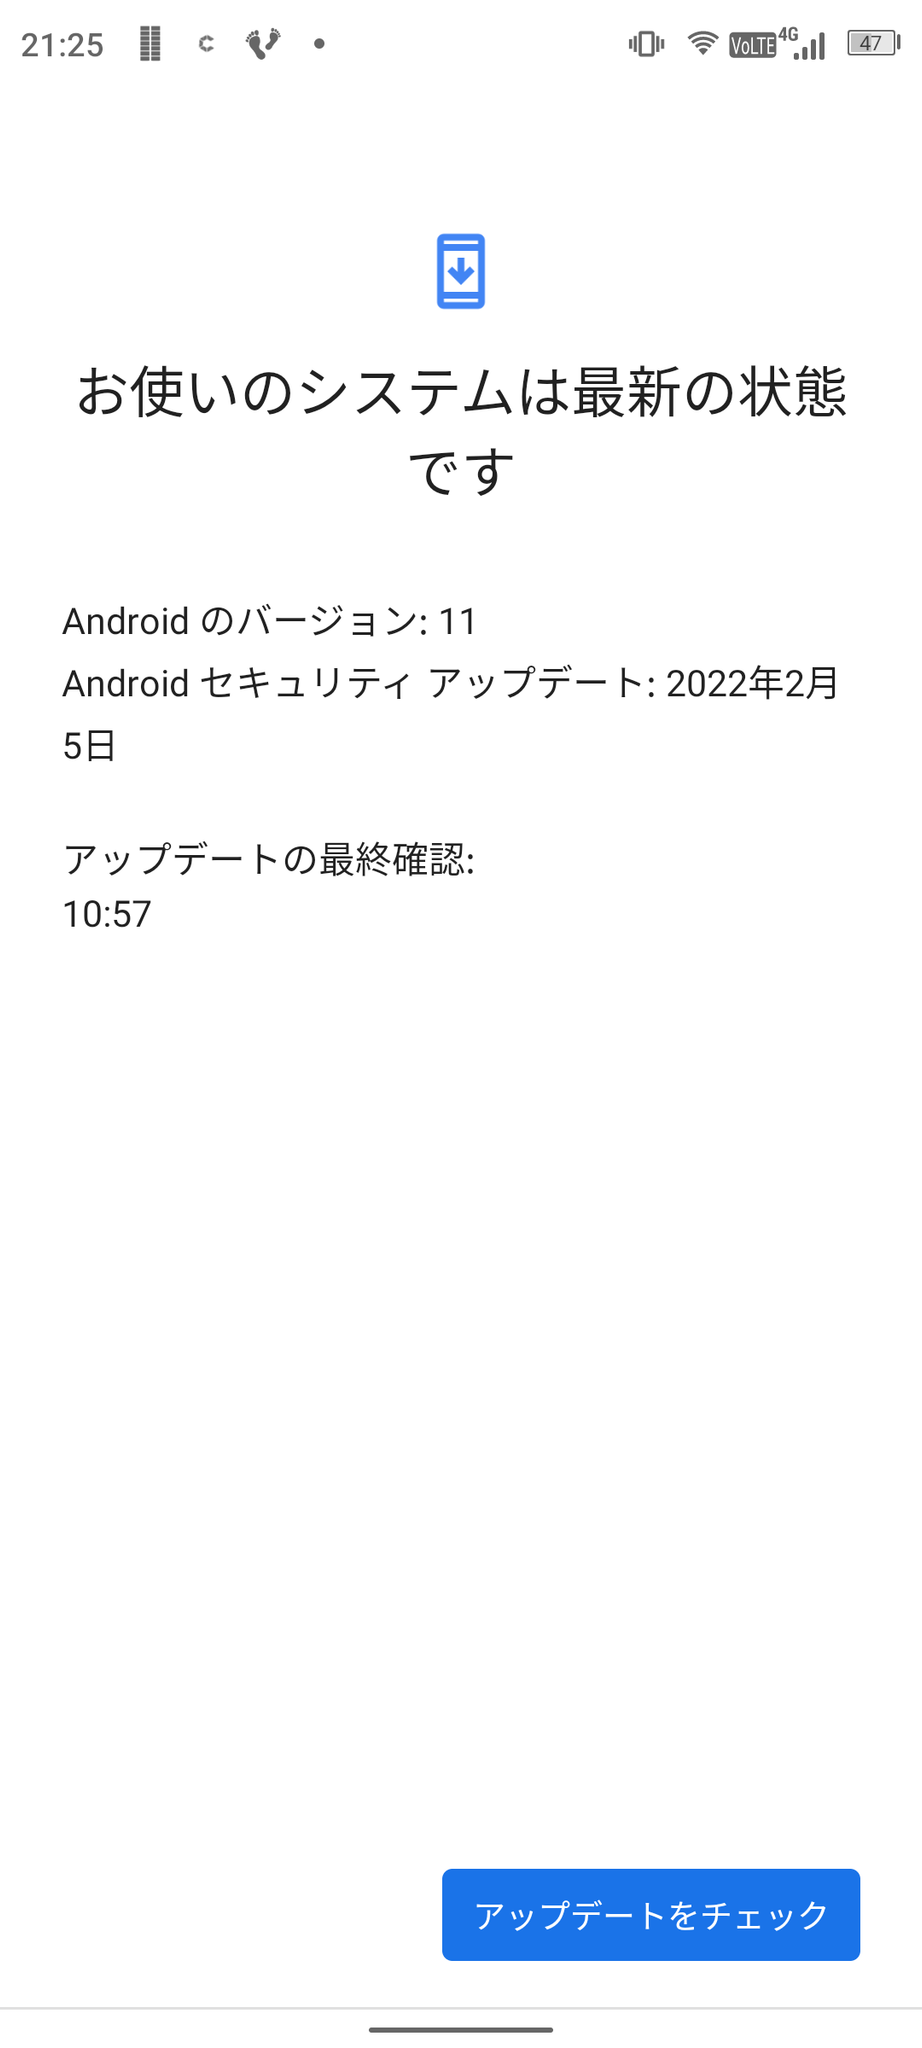 21:25 VoLTE 4G 47
お使いのシステムは最新の状態
です
Android のバージョン: 11
Android セキュリティ アップデート: 2022年2月
5日
アップデートの最終確認:
10:57
アップデートをチェック